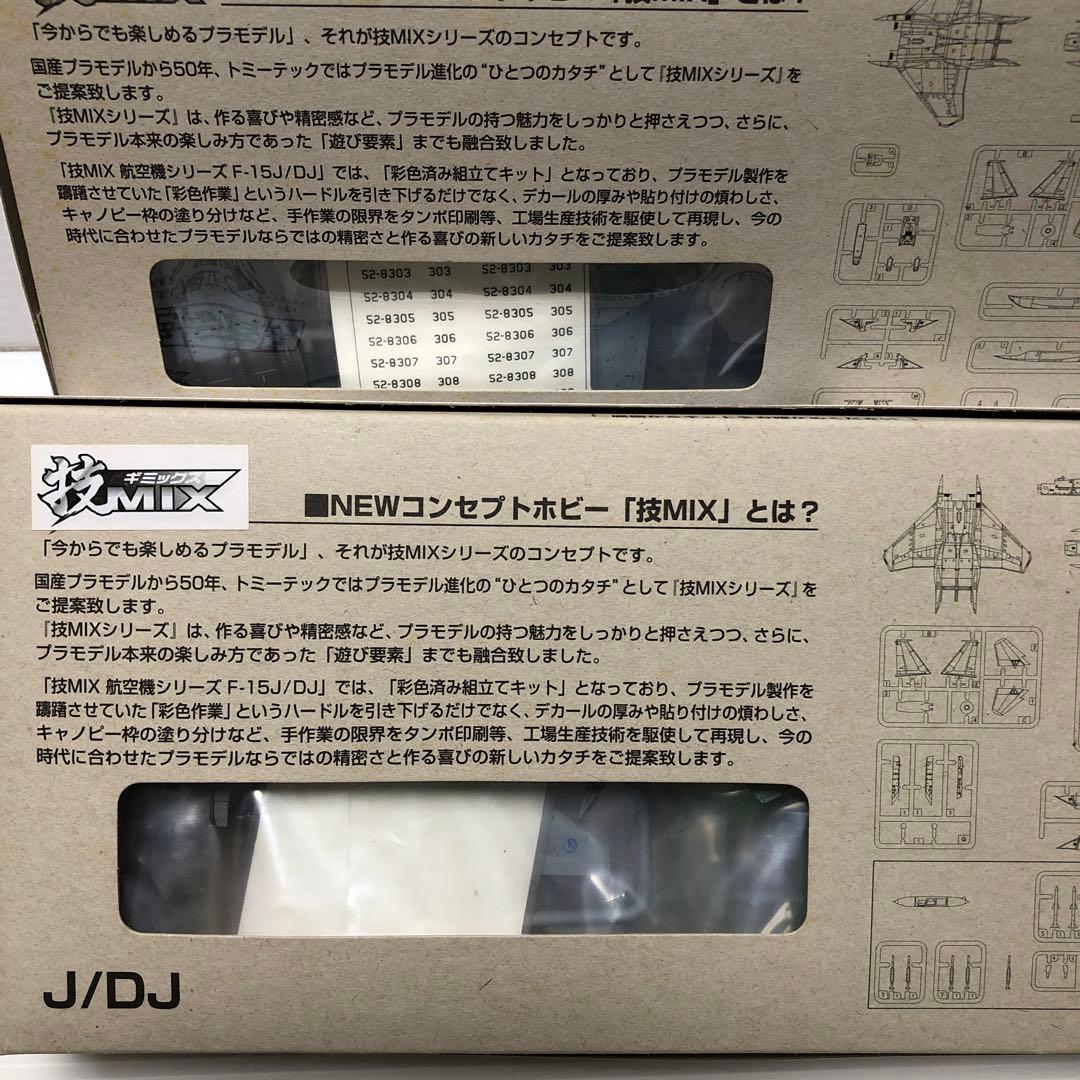 技MIX
「技MIX」とは?
「今からでも楽しめるプラモデル」、それが技MIXシリーズのコンセプトです。
国産プラモデルから50年、トミーテックではプラモデル進化の“ひとつのカタチ”として『技MIXシリーズ』を
ご提案致します。
『技MIXシリーズ』は、作る喜びや精密感など、プラモデルの持つ魅力をしっかりと押さえつつ、さらに、
プラモデル本来の楽しみ方であった「遊び要素」までも融合致しました。
「技MIX 航空機シリーズ F-15J/DJ」では、「彩色済み組立てキット」となっており、プラモデル製作を
躊躇させていた「彩色作業」というハードルを引き下げるだけでなく、デカールの厚みや貼り付けの煩わしさ、
キャノピー枠の塗り分けなど、手作業の限界をタンポ印刷等、工場生産技術を駆使して再現し、今の
時代に合わせたプラモデルならではの精密さと作る喜びの新しいカタチをご提案致します。
52-8303 303 52-8303 303
52-8304 304 52-8304 304
52-8305 305 52-8305 305
52-8306 306 52-8306 306
52-8307 307 52-8307 307
52-8308 308 52-8308 308
ギミックス
技MIX
■NEWコンセプトホビー「技MIX」とは?
「今からでも楽しめるプラモデル」、それが技MIXシリーズのコンセプトです。
国産プラモデルから50年、トミーテックではプラモデル進化の“ひとつのカタチ”として『技MIXシリーズ』を
ご提案致します。
『技MIXシリーズ』は、作る喜びや精密感など、プラモデルの持つ魅力をしっかりと押さえつつ、さらに、
プラモデル本来の楽しみ方であった「遊び要素」までも融合致しました。
「技MIX 航空機シリーズ F-15J/DJ」では、「彩色済み組立てキット」となっており、プラモデル製作を
躊躇させていた「彩色作業」というハードルを引き下げるだけでなく、デカールの厚みや貼り付けの煩わしさ、
キャノピー枠の塗り分けなど、手作業の限界をタンポ印刷等、工場生産技術を駆使して再現し、今の
時代に合わせたプラモデルならではの精密さと作る喜びの新しいカタチをご提案致します。
J/DJ